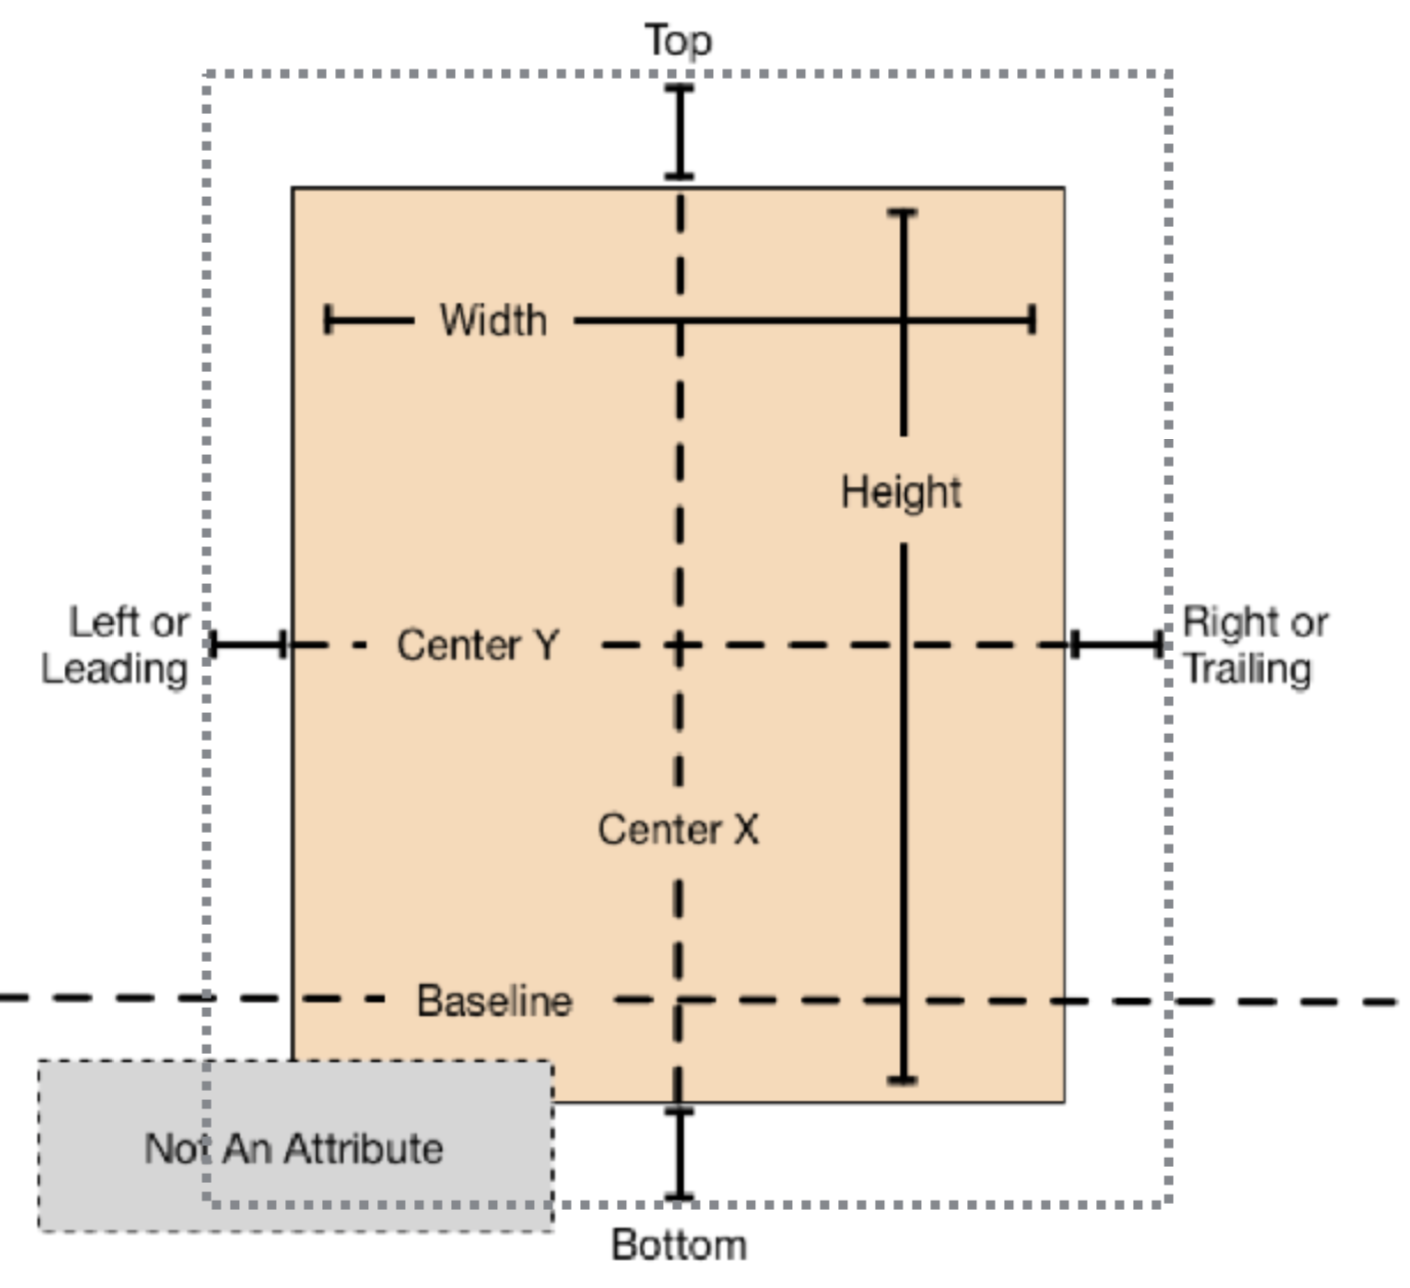 Top
Width
Height
Left or
Leading
Center Y
Right or
Trailing
Center X
Baseline
Not An Attribute
Bottom